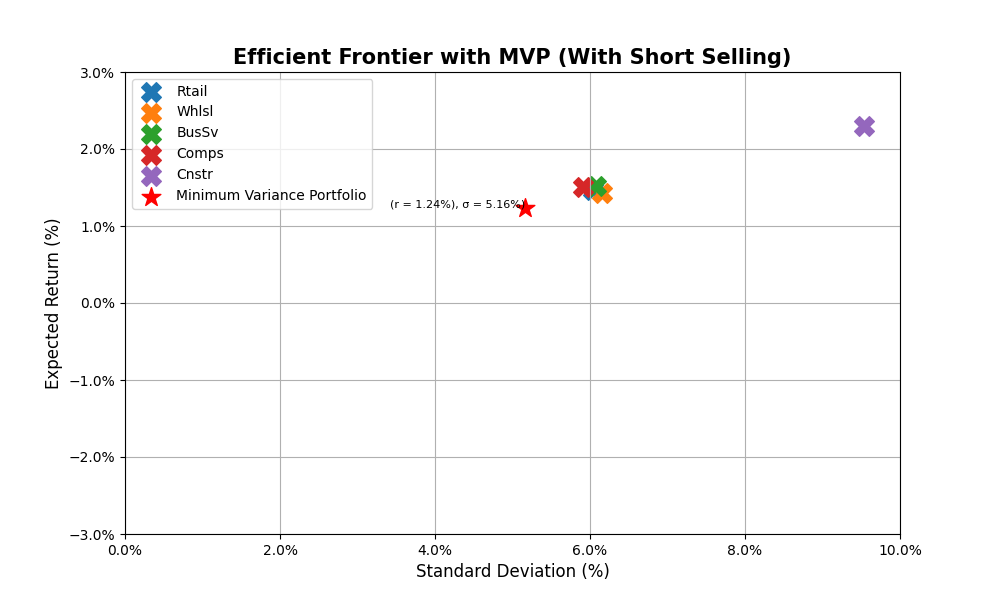 Efficient Frontier with MVP (With Short Selling)
3.0%
2.0%
1.0%
0.0%
−1.0%
−2.0%
−3.0%
Expected Return (%)
Rtail
Whlsl
BusSv
Comps
Cnstr
Minimum Variance Portfolio
(r = 1.24%), σ = 5.16%)
0.0%
2.0%
4.0%
6.0%
8.0%
10.0%
Standard Deviation (%)